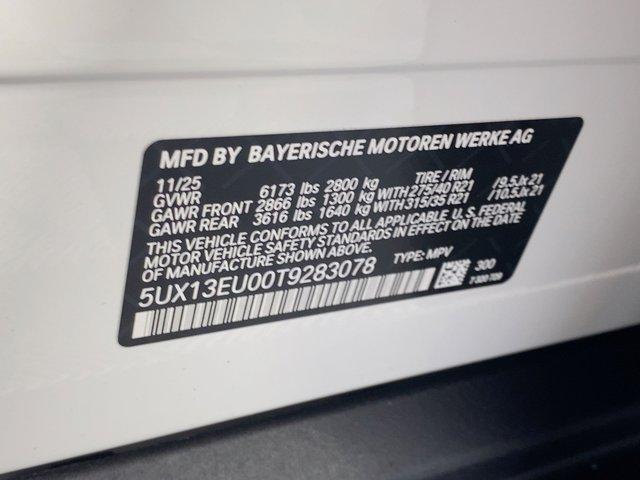 MFD BY BAYERISCHE MOTOREN WERKE AG
11/25 TIRE / RIM
GVWR 6173 lbs 2800 kg
GAWR FRONT 2866 lbs 1300 kg WITH 275/40 R21 /9.5Jx21
GAWR REAR 3616 lbs 1640 kg WITH 315/35 R21 /10.5Jx21
THIS VEHICLE CONFORMS TO ALL APPLICABLE U.S. FEDERAL
MOTOR VEHICLE SAFETY STANDARDS IN EFFECT ON THE DATE
OF MANUFACTURE SHOWN ABOVE.
5UX13EU00T9283078 TYPE: MPV
300